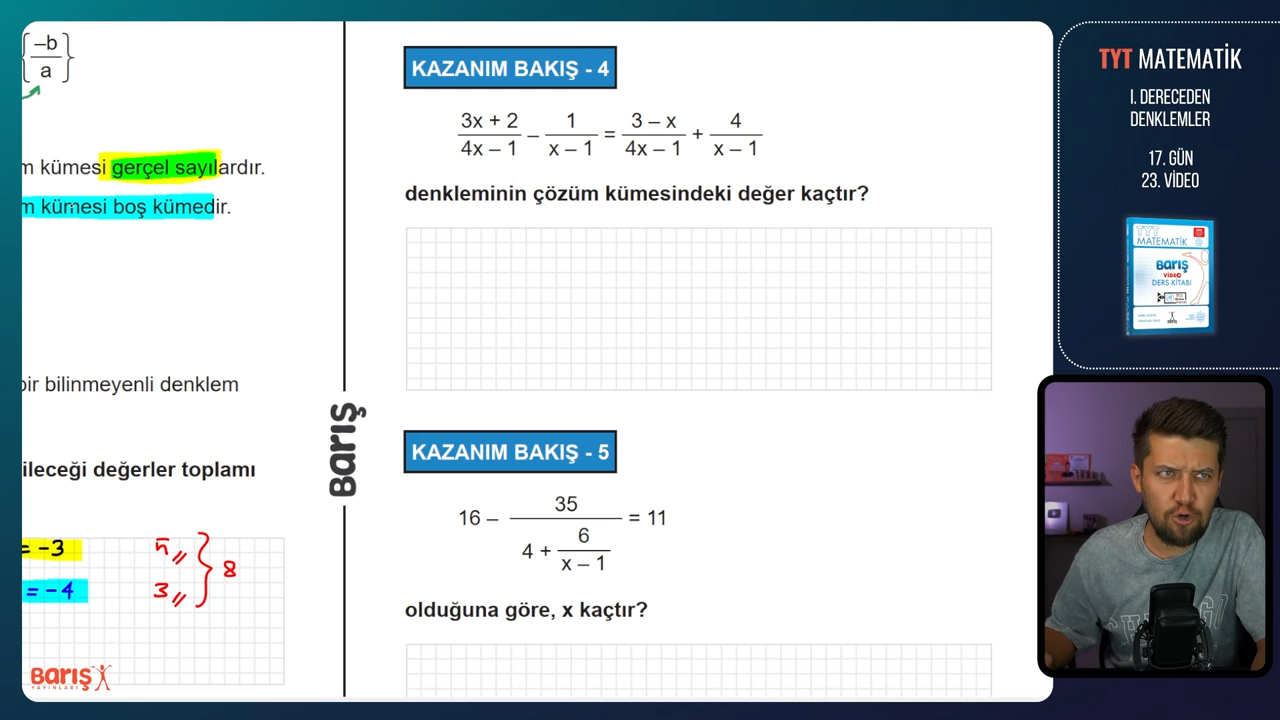 {–b/a}
m kümesi gerçel sayılardır.
m kümesi boş kümedir.
bir bilinmeyenli denklem
ileceği değerler toplamı
= -3
= -4
5 //
3 //
} 8
BARIŞ
YAYINLARI
Barış
KAZANIM BAKIŞ - 4
(3x + 2)/(4x – 1) – 1/(x – 1) = (3 – x)/(4x – 1) + 4/(x – 1)
denkleminin çözüm kümesindeki değer kaçtır?
KAZANIM BAKIŞ - 5
16 – 35/(4 + 6/(x – 1)) = 11
olduğuna göre, x kaçtır?
TYT MATEMATİK
I. DERECEDEN
DENKLEMLER
17. GÜN
23. VİDEO
TYT
MATEMATİK
BARIŞ
VİDEO
DERS KİTABI